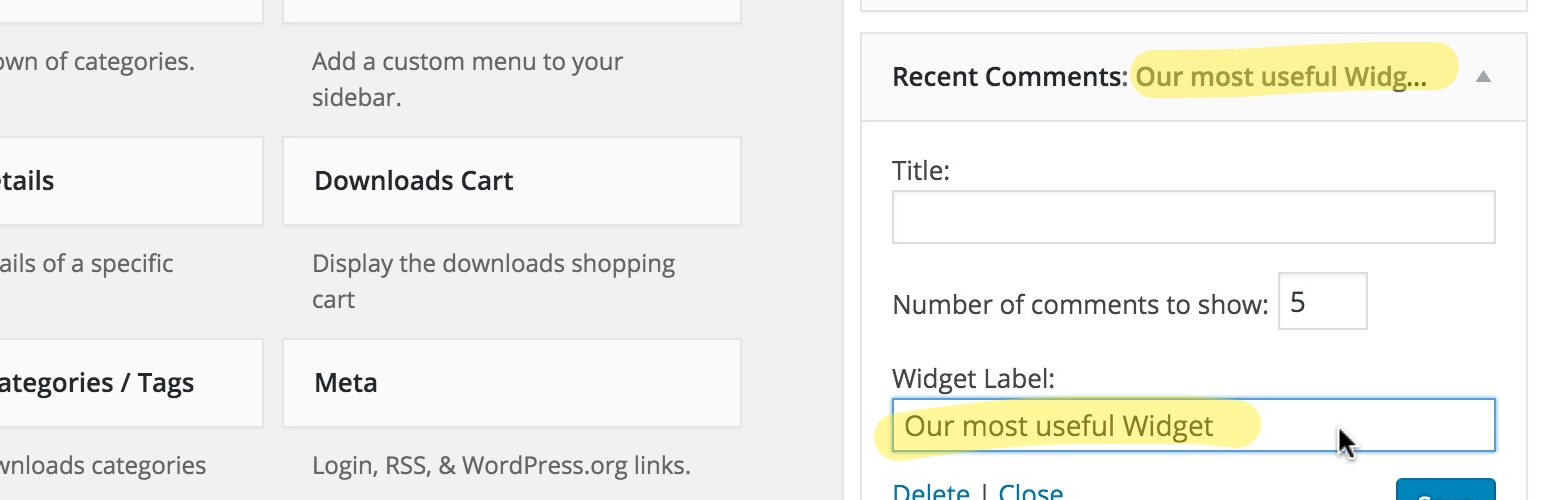 own of categories.
Add a custom menu to your
sidebar.
tails
Downloads Cart
ails of a specific
Display the downloads shopping
cart
ategories / Tags
Meta
wnloads categories
Login, RSS, & WordPress.org links.
Recent Comments: Our most useful Widg...
Title:
Number of comments to show: 5
Widget Label:
Our most useful Widget
Delete | Close